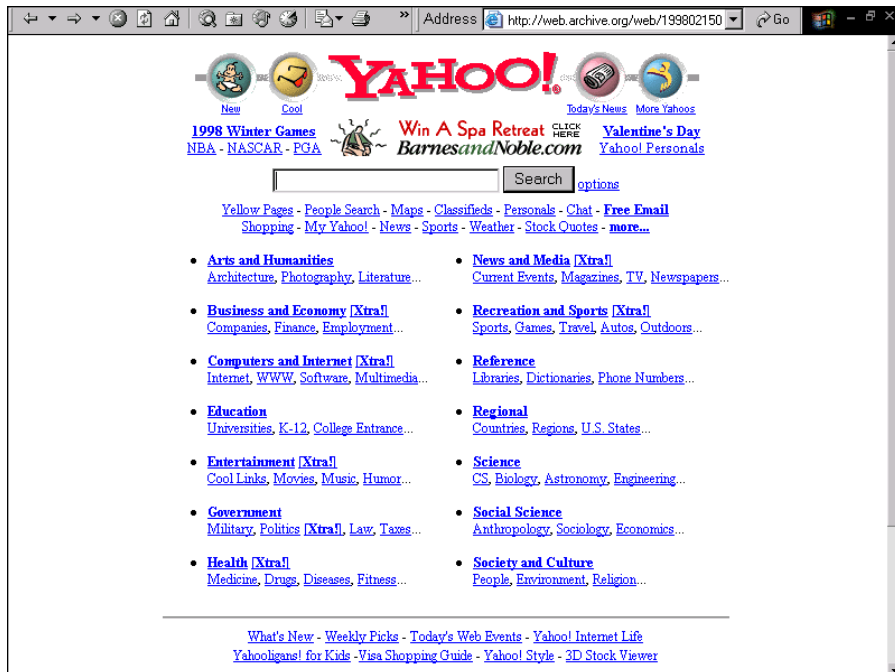 » Address http://web.archive.org/web/199802150 Go
YAHOO!
New Cool Today's News More Yahoos
1998 Winter Games Win A Spa Retreat CLICK HERE Valentine's Day
NBA - NASCAR - PGA BarnesandNoble.com Yahoo! Personals
Search options
Yellow Pages - People Search - Maps - Classifieds - Personals - Chat - Free Email
Shopping - My Yahoo! - News - Sports - Weather - Stock Quotes - more...
Arts and Humanities
Architecture, Photography, Literature...
Business and Economy [Xtra!]
Companies, Finance, Employment...
Computers and Internet [Xtra!]
Internet, WWW, Software, Multimedia...
Education
Universities, K-12, College Entrance...
Entertainment [Xtra!]
Cool Links, Movies, Music, Humor...
Government
Military, Politics [Xtra!], Law, Taxes...
Health [Xtra!]
Medicine, Drugs, Diseases, Fitness...
News and Media [Xtra!]
Current Events, Magazines, TV, Newspapers...
Recreation and Sports [Xtra!]
Sports, Games, Travel, Autos, Outdoors...
Reference
Libraries, Dictionaries, Phone Numbers...
Regional
Countries, Regions, U.S. States...
Science
CS, Biology, Astronomy, Engineering...
Social Science
Anthropology, Sociology, Economics...
Society and Culture
People, Environment, Religion...
What's New - Weekly Picks - Today's Web Events - Yahoo! Internet Life
Yahooligans! for Kids -Visa Shopping Guide - Yahoo! Style - 3D Stock Viewer